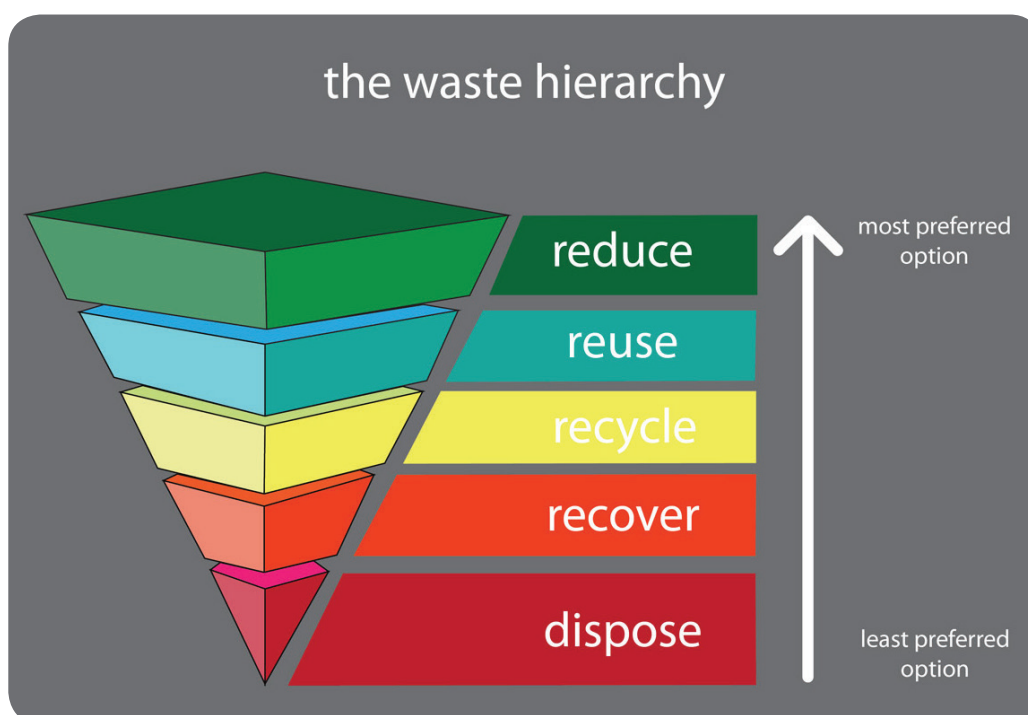 the waste hierarchy
reduce
most preferred
option
reuse
recycle
recover
dispose
least preferred
option